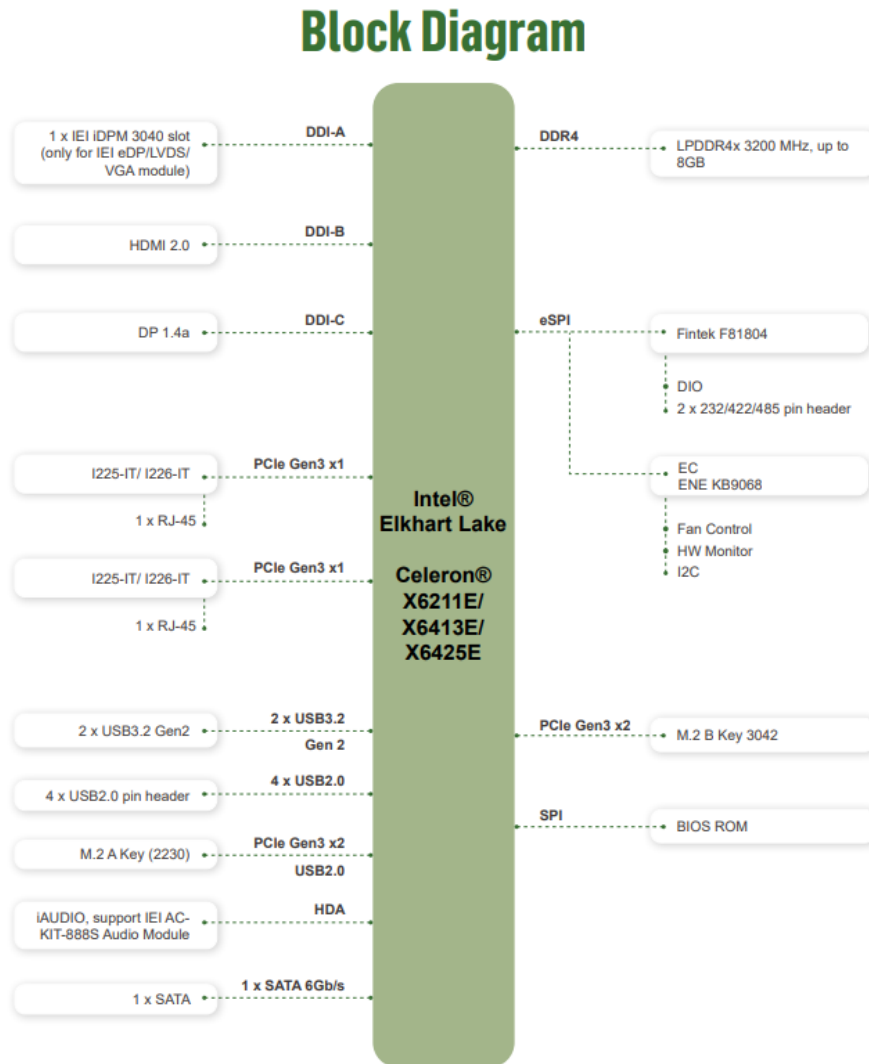 Block Diagram
1 x IEI iDPM 3040 slot
(only for IEI eDP/LVDS/
VGA module)
DDI-A
HDMI 2.0
DDI-B
DP 1.4a
DDI-C
I225-IT/ I226-IT
PCIe Gen3 x1
1 x RJ-45
I225-IT/ I226-IT
PCIe Gen3 x1
1 x RJ-45
2 x USB3.2 Gen2
2 x USB3.2
Gen 2
4 x USB2.0 pin header
4 x USB2.0
M.2 A Key (2230)
PCIe Gen3 x2
USB2.0
iAUDIO, support IEI AC-
KIT-888S Audio Module
HDA
1 x SATA
1 x SATA 6Gb/s
Intel®
Elkhart Lake
Celeron®
X6211E/
X6413E/
X6425E
DDR4
LPDDR4x 3200 MHz, up to
8GB
eSPI
Fintek F81804
DIO
2 x 232/422/485 pin header
EC
ENE KB9068
Fan Control
HW Monitor
I2C
PCIe Gen3 x2
M.2 B Key 3042
SPI
BIOS ROM